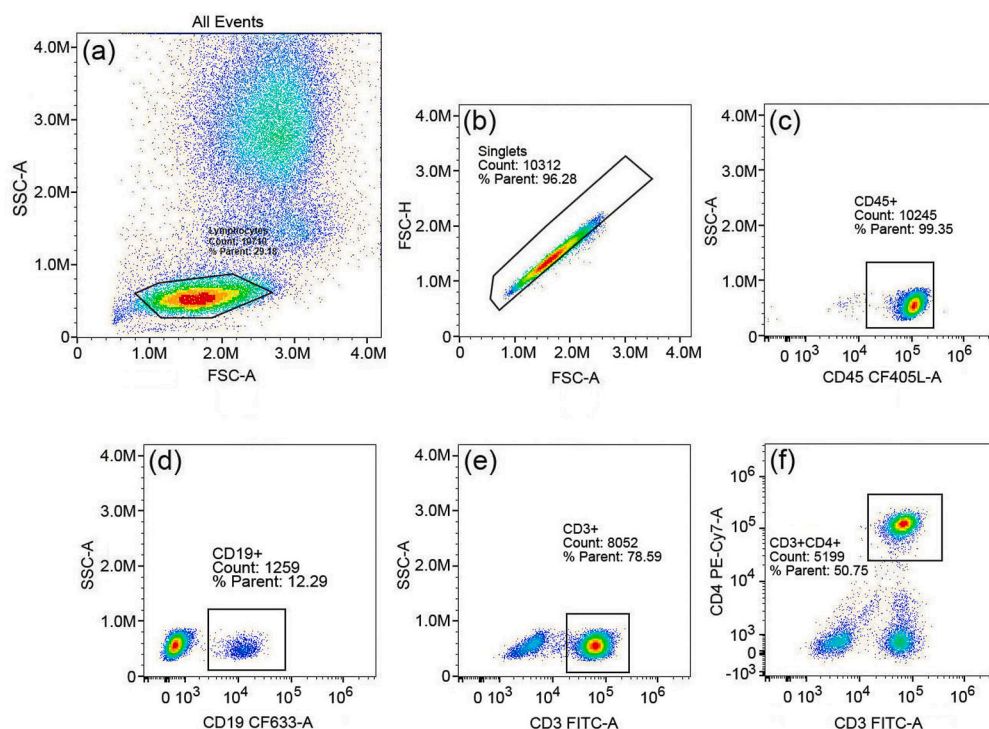 All Events
(a)
4.0M
3.0M
2.0M
1.0M
0
SSC-A
Lymphocytes
Count: 10710
% Parent: 29.18
1.0M
2.0M
3.0M
4.0M
FSC-A
(b)
4.0M
3.0M
2.0M
1.0M
0
FSC-H
Singlets
Count: 10312
% Parent: 96.28
0
1.0M
2.0M
3.0M
4.0M
FSC-A
(c)
4.0M
3.0M
2.0M
1.0M
0
SSC-A
CD45+
Count: 10245
% Parent: 99.35
0
10³
10⁴
10⁵
10⁶
CD45 CF405L-A
(d)
4.0M
3.0M
2.0M
1.0M
0
SSC-A
CD19+
Count: 1259
% Parent: 12.29
0
10³
10⁴
10⁵
10⁶
CD19 CF633-A
(e)
4.0M
3.0M
2.0M
1.0M
0
SSC-A
CD3+
Count: 8052
% Parent: 78.59
0
10³
10⁴
10⁵
10⁶
CD3 FITC-A
(f)
10⁶
10⁵
10⁴
10³
0
-10³
CD4 PE-Cy7-A
CD3+CD4+
Count: 5199
% Parent: 50.75
0
10³
10⁴
10⁵
10⁶
CD3 FITC-A